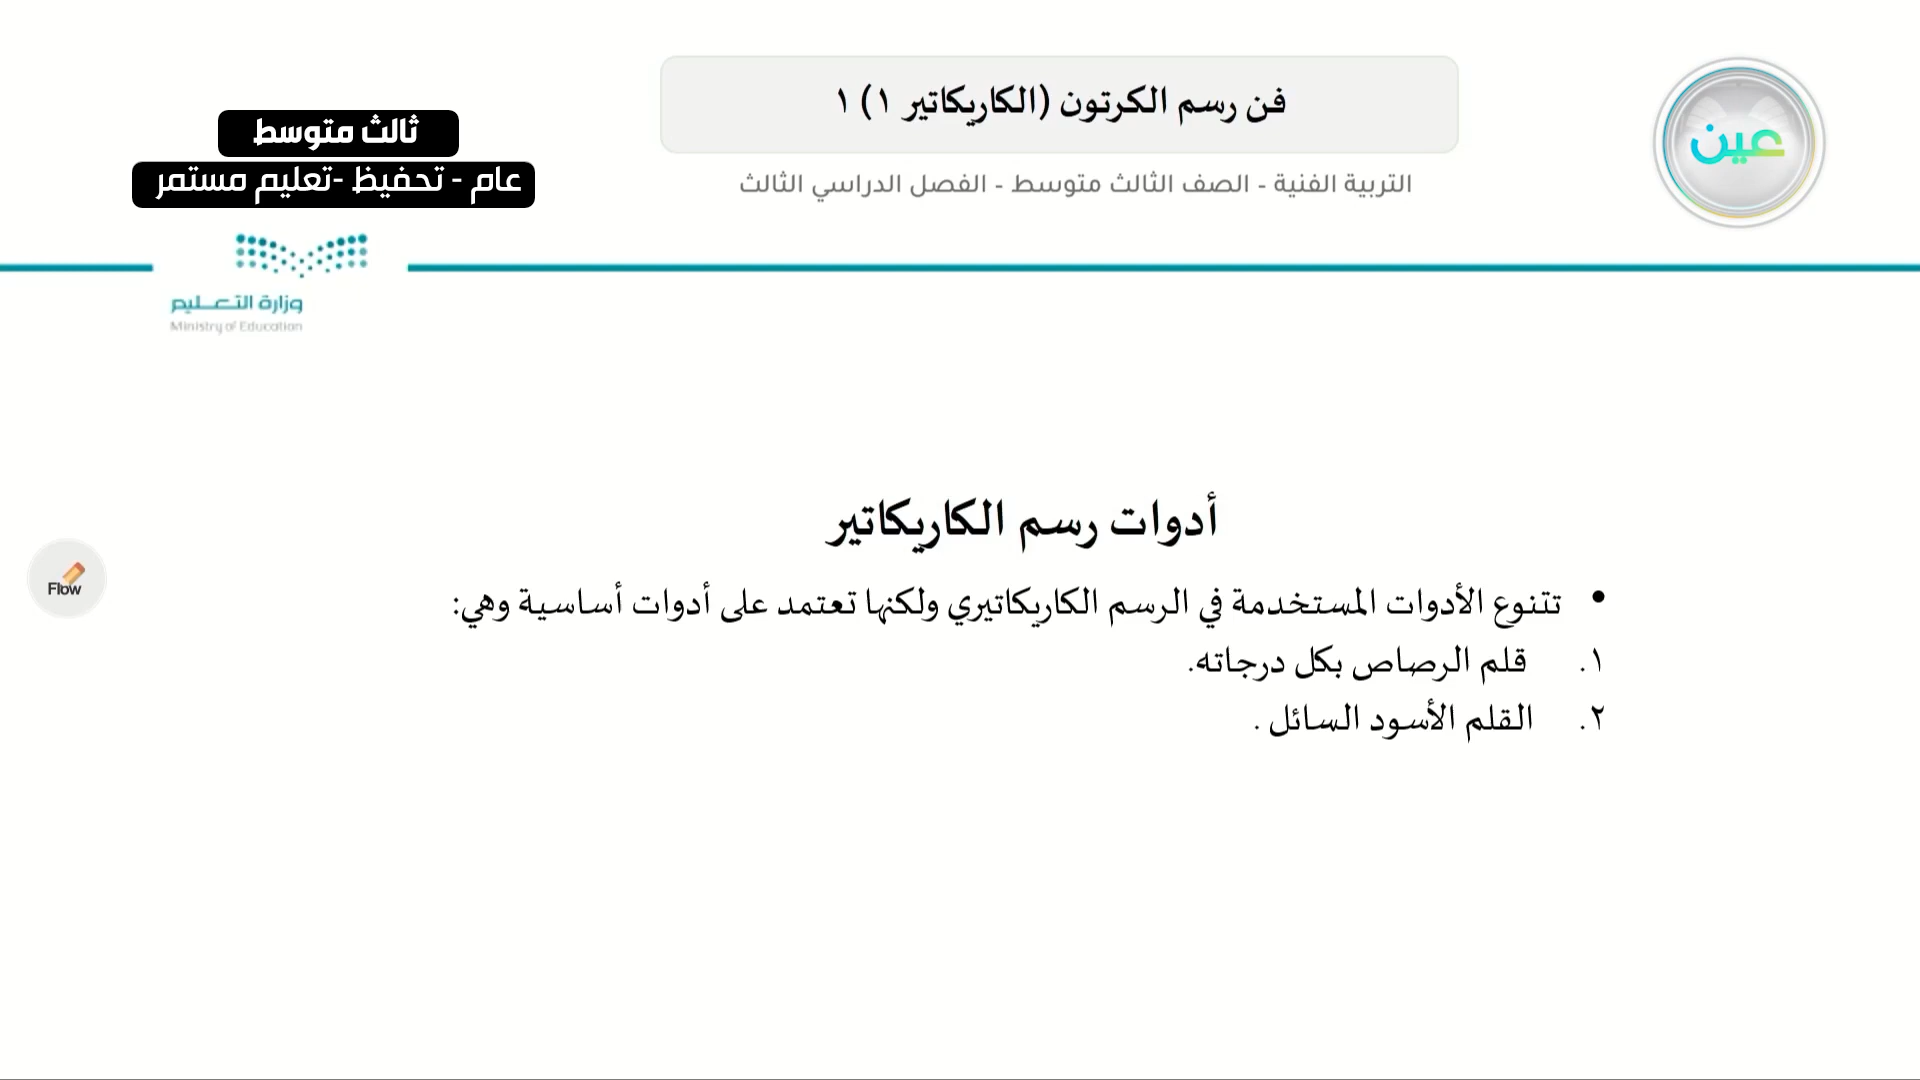 فن رسم الكرتون (الكاريكاتير ١) ١
التربية الفنية - الصف الثالث متوسط - الفصل الدراسي الثالث
عين
ثالث متوسط
عام - تحفيظ -تعليم مستمر
وزارة التعليم
Ministry of Education
أدوات رسم الكاريكاتير
• تتنوع الأدوات المستخدمة في الرسم الكاريكاتيري ولكنها تعتمد على أدوات أساسية وهي:
١. قلم الرصاص بكل درجاته.
٢. القلم الأسود السائل .
Flow